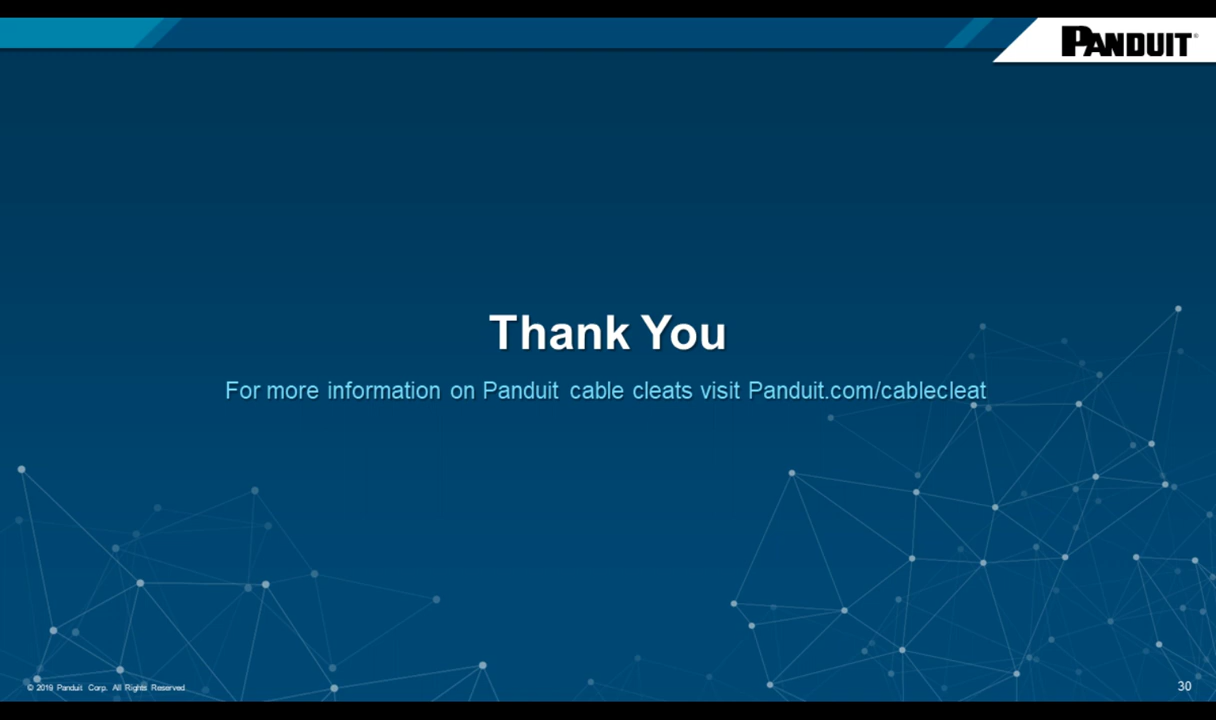 PANDUIT®
Thank You
For more information on Panduit cable cleats visit Panduit.com/cablecleat
© 2019 Panduit Corp. All Rights Reserved
30